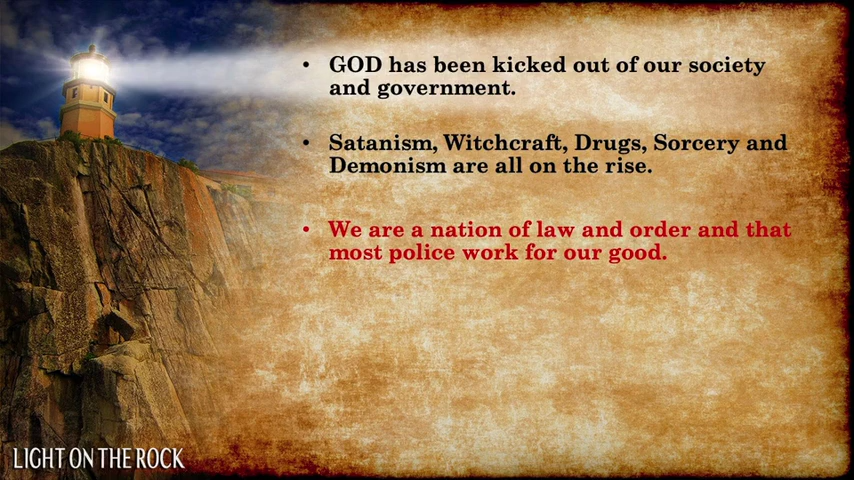 • GOD has been kicked out of our society
and government.
• Satanism, Witchcraft, Drugs, Sorcery and
Demonism are all on the rise.
• We are a nation of law and order and that
most police work for our good.
LIGHT ON THE ROCK